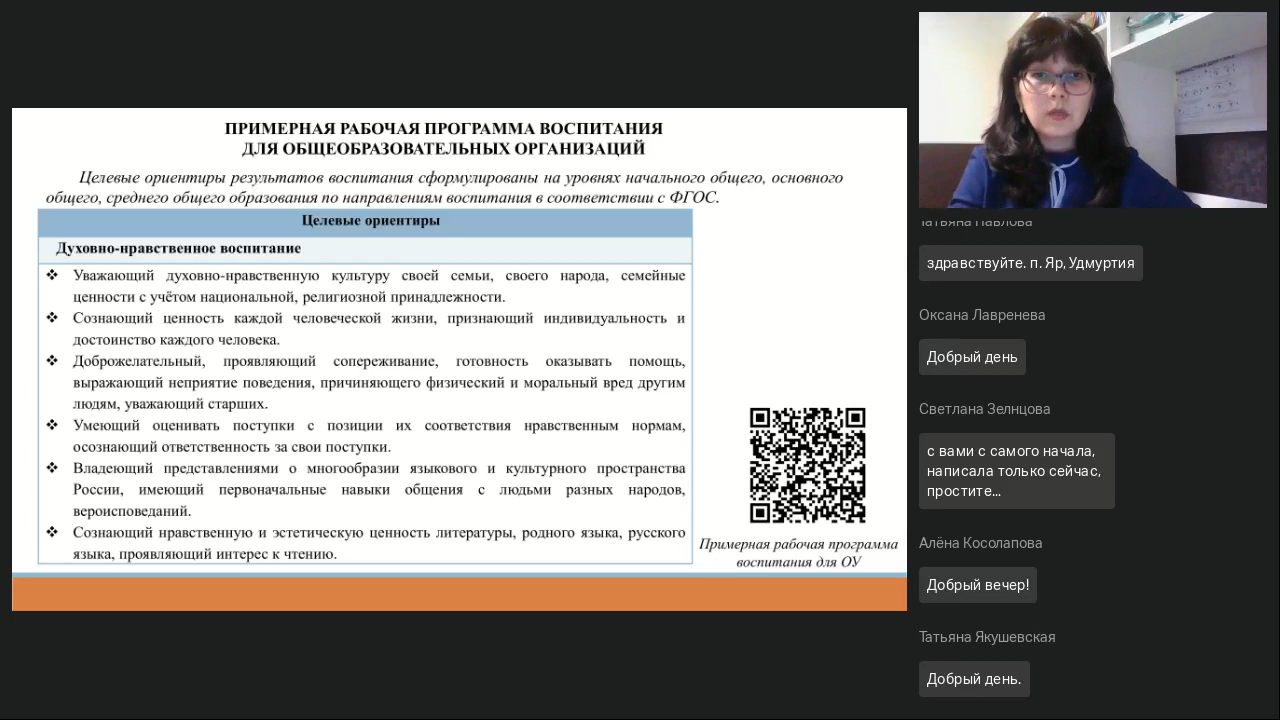 ПРИМЕРНАЯ РАБОЧАЯ ПРОГРАММА ВОСПИТАНИЯ
ДЛЯ ОБЩЕОБРАЗОВАТЕЛЬНЫХ ОРГАНИЗАЦИЙ
Целевые ориентиры результатов воспитания сформулированы на уровнях начального общего, основного
общего, среднего общего образования по направлениям воспитания в соответствии с ФГОС.
Целевые ориентиры
Духовно-нравственное воспитание
❖ Уважающий духовно-нравственную культуру своей семьи, своего народа, семейные
ценности с учётом национальной, религиозной принадлежности.
❖ Сознающий ценность каждой человеческой жизни, признающий индивидуальность и
достоинство каждого человека.
❖ Доброжелательный, проявляющий сопереживание, готовность оказывать помощь,
выражающий неприятие поведения, причиняющего физический и моральный вред другим
людям, уважающий старших.
❖ Умеющий оценивать поступки с позиции их соответствия нравственным нормам,
осознающий ответственность за свои поступки.
❖ Владеющий представлениями о многообразии языкового и культурного пространства
России, имеющий первоначальные навыки общения с людьми разных народов,
вероисповеданий.
❖ Сознающий нравственную и эстетическую ценность литературы, родного языка, русского
языка, проявляющий интерес к чтению.
Примерная рабочая программа
воспитания для ОУ
Татьяна Павлова
здравствуйте. п. Яр, Удмуртия
Оксана Лавренева
Добрый день
Светлана Зелнцова
с вами с самого начала,
написала только сейчас,
простите...
Алёна Косолапова
Добрый вечер!
Татьяна Якушевская
Добрый день.